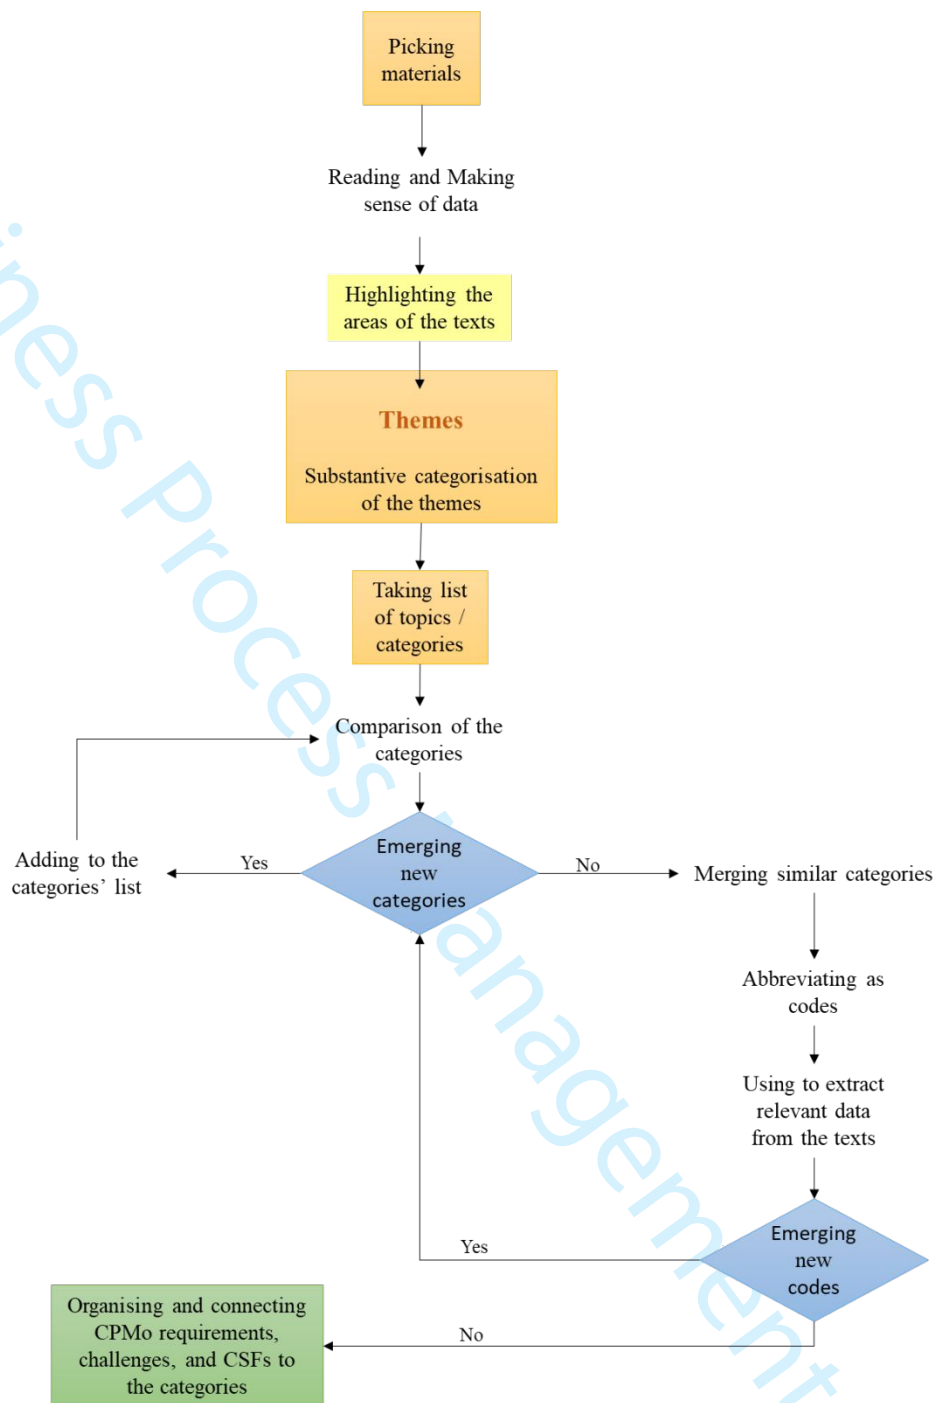 Picking
materials
Reading and Making
sense of data
Highlighting the
areas of the texts
Themes
Substantive categorisation
of the themes
Taking list
of topics /
categories
Comparison of the
categories
Emerging
new
categories
Yes
Adding to the
categories’ list
No
Merging similar categories
Abbreviating as
codes
Using to extract
relevant data
from the texts
Emerging
new
codes
Yes
No
Organising and connecting
CPMo requirements,
challenges, and CSFs to
the categories
iness Process Management